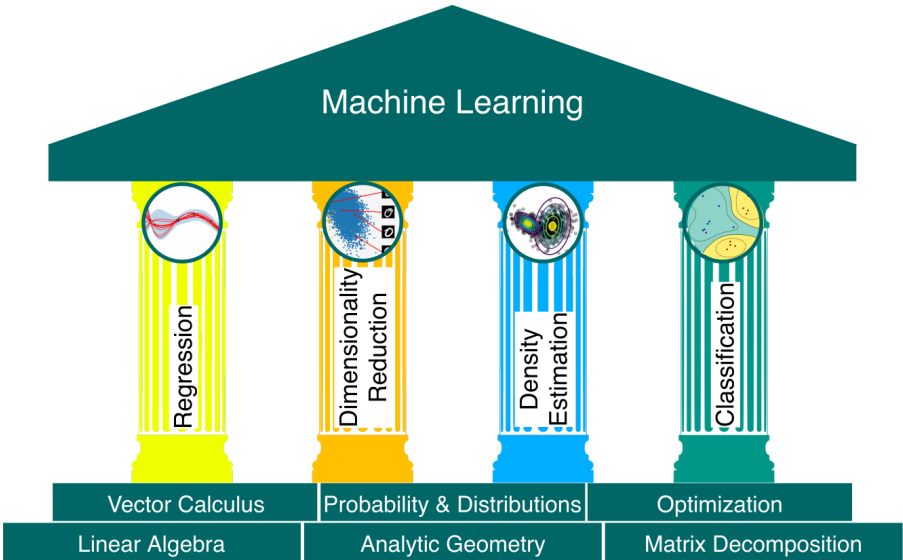 Machine Learning
Regression
Dimensionality
Reduction
Density
Estimation
Classification
Vector Calculus
Probability & Distributions
Optimization
Linear Algebra
Analytic Geometry
Matrix Decomposition